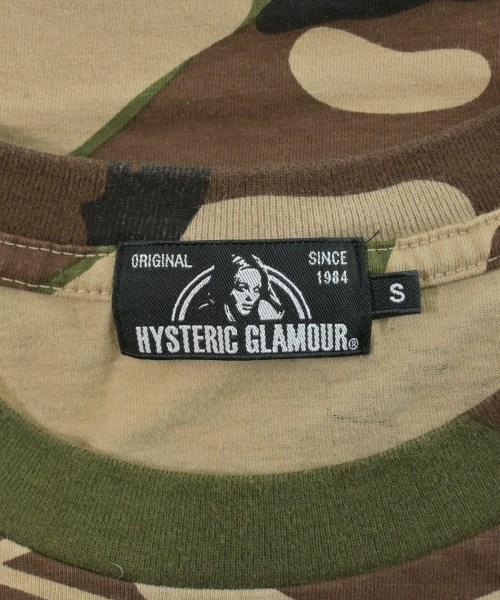 ORIGINAL
SINCE
1984
HYSTERIC GLAMOUR®
S